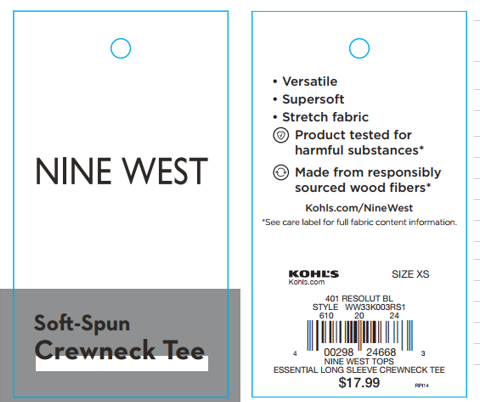 NINE WEST
Soft-Spun
Crewneck Tee
• Versatile
• Supersoft
• Stretch fabric
Product tested for
harmful substances*
Made from responsibly
sourced wood fibers*
Kohls.com/NineWest
*See care label for full fabric content information.
KOHL'S
Kohls.com
SIZE XS
401 RESOLUT BL
STYLE WW33K003RS1
610 20 24
4 00298 24668 3
NINE WEST TOPS
ESSENTIAL LONG SLEEVE CREWNECK TEE
$17.99
RPI14